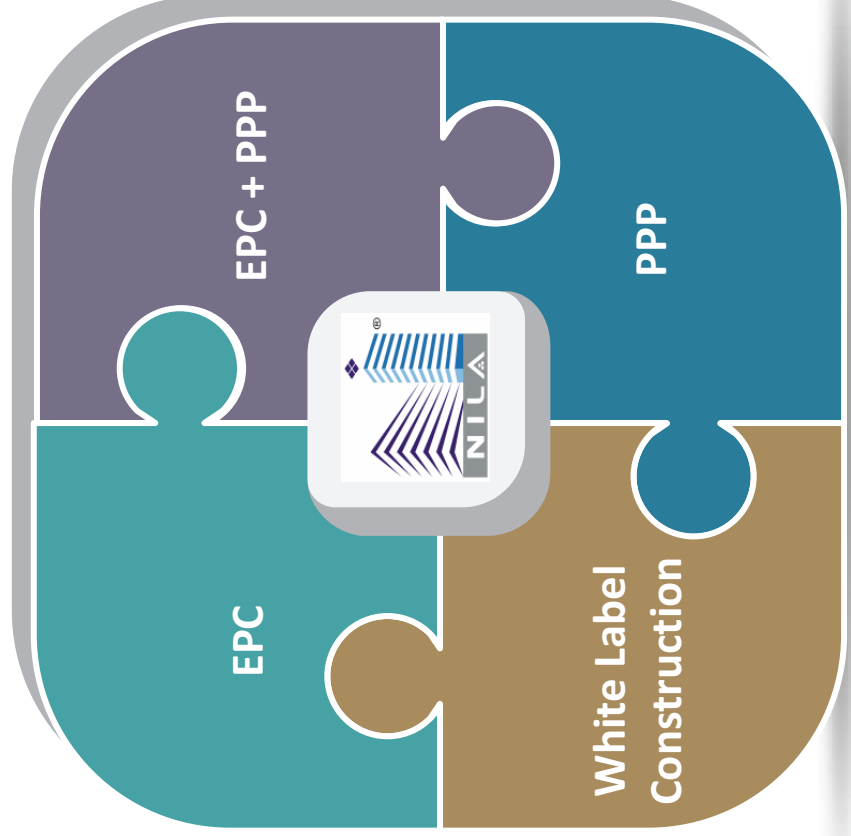 EPC
EPC + PPP
®
NILA
White Label
Construction
PPP